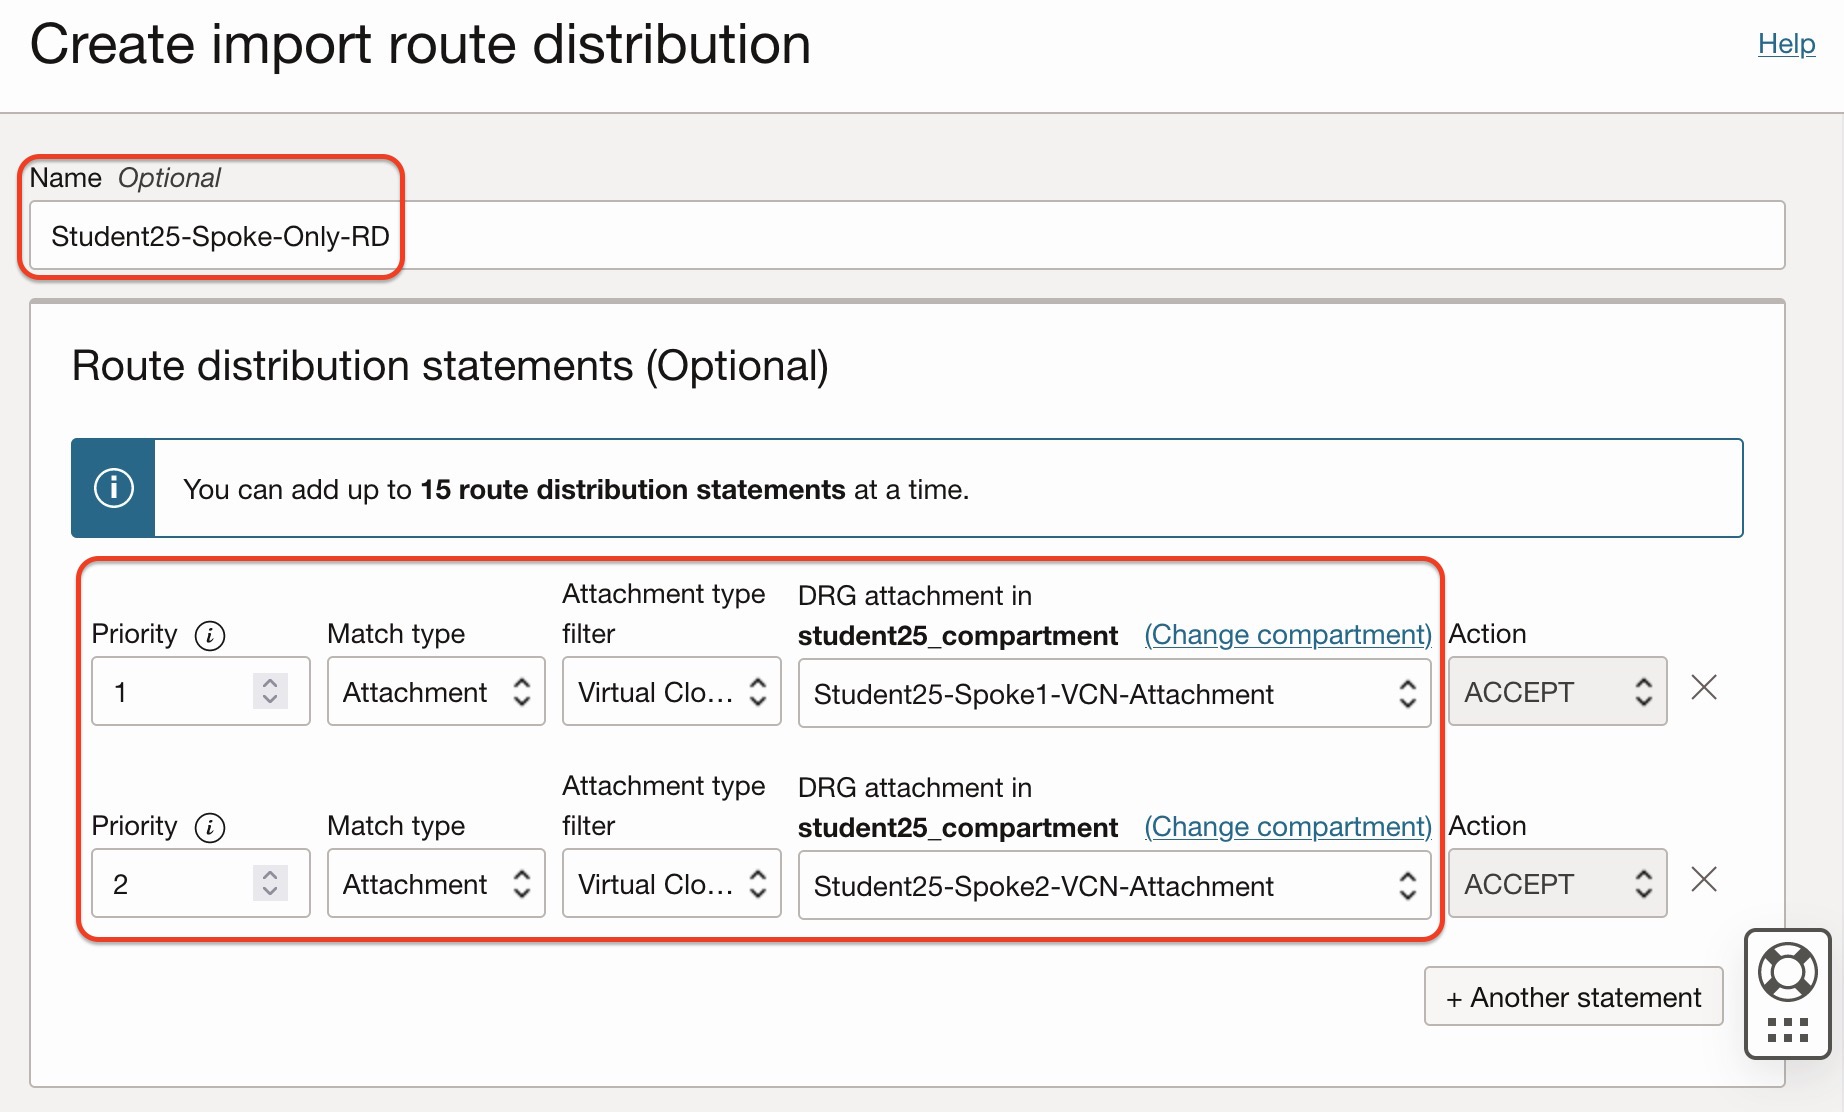 Create import route distribution
Help
Name Optional
Student25-Spoke-Only-RD
Route distribution statements (Optional)
You can add up to 15 route distribution statements at a time.
Priority
Match type
Attachment type
filter
DRG attachment in
student25_compartment (Change compartment)
Action
1
Attachment
Virtual Clo...
Student25-Spoke1-VCN-Attachment
ACCEPT
Priority
Match type
Attachment type
filter
DRG attachment in
student25_compartment (Change compartment)
Action
2
Attachment
Virtual Clo...
Student25-Spoke2-VCN-Attachment
ACCEPT
+ Another statement